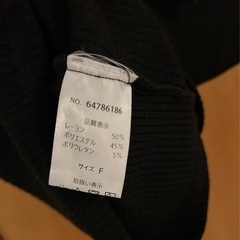 NO. 64786186
品質表示
レーヨン 50%
ポリエステル 45%
ポリウレタン 5%
サイズ F
取扱い表示